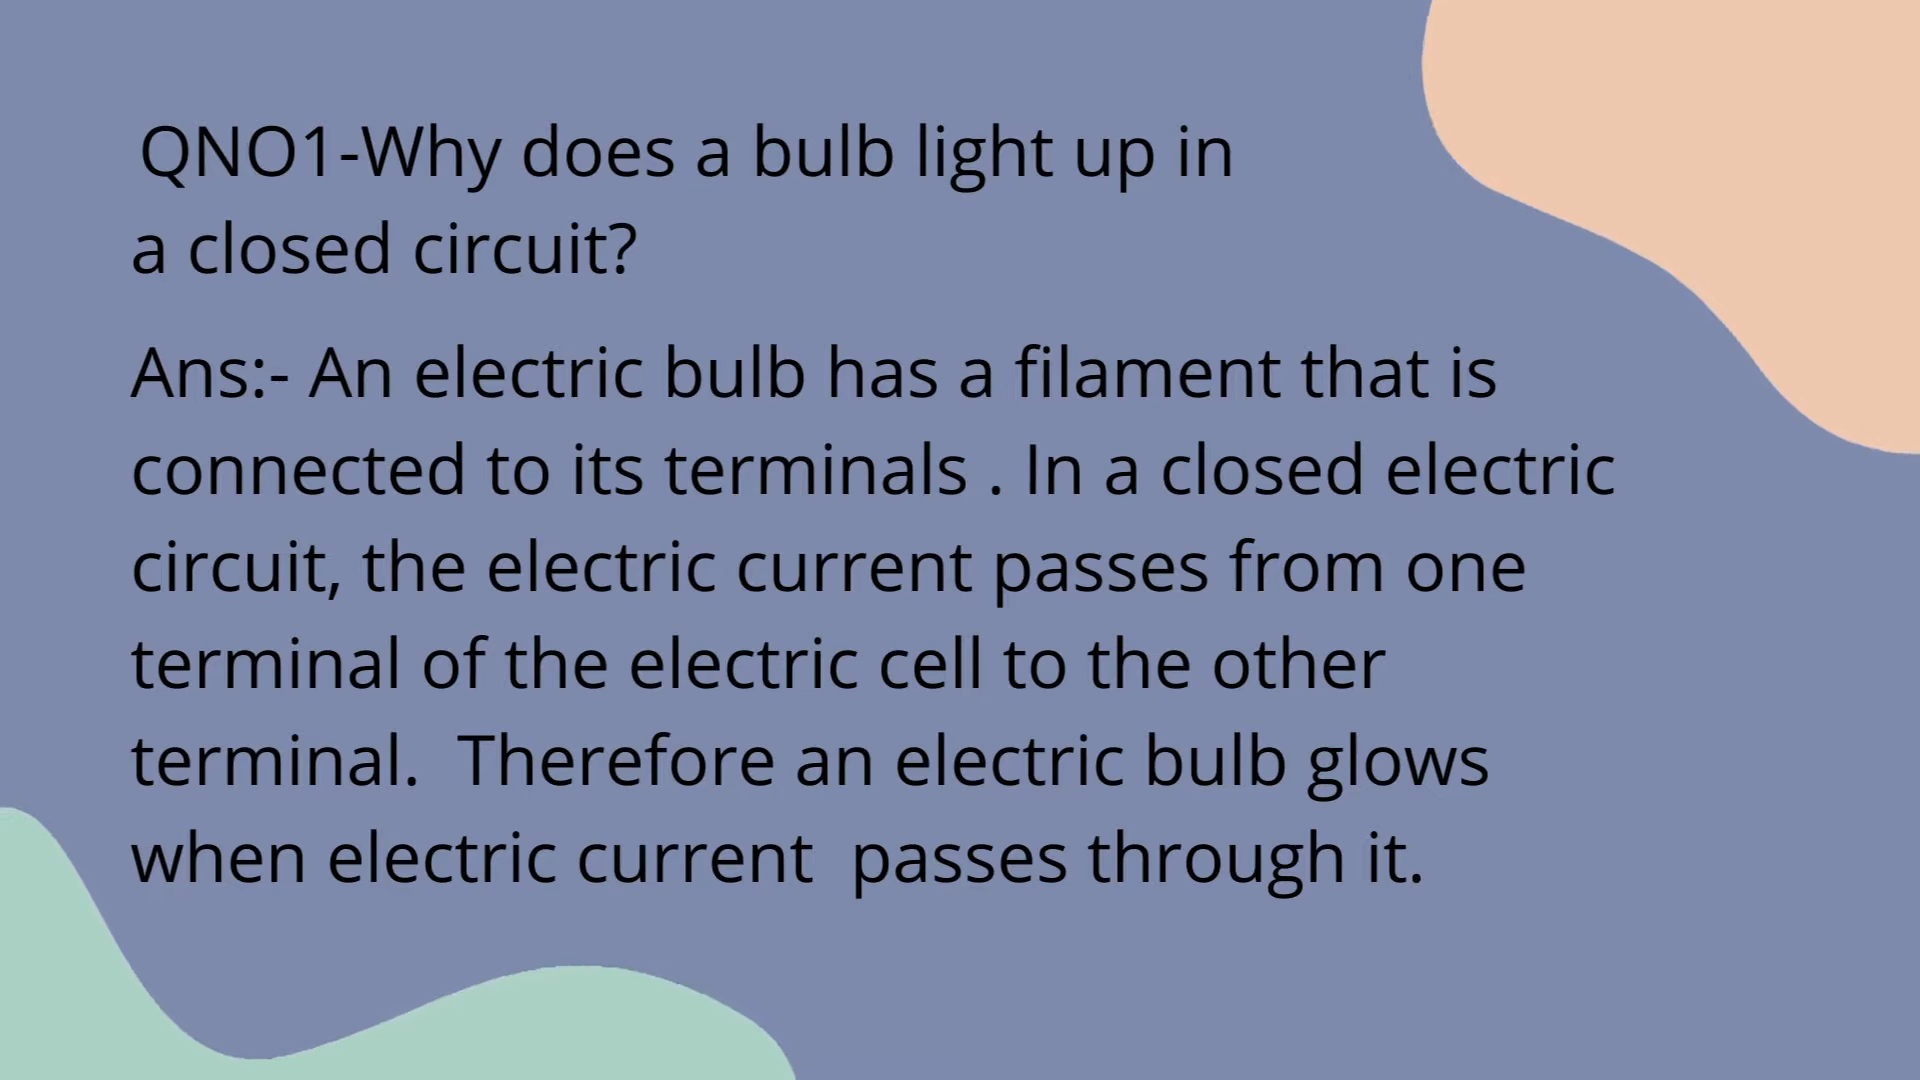 QNO1-Why does a bulb light up in
a closed circuit?
Ans:- An electric bulb has a filament that is
connected to its terminals . In a closed electric
circuit, the electric current passes from one
terminal of the electric cell to the other
terminal.  Therefore an electric bulb glows
when electric current  passes through it.